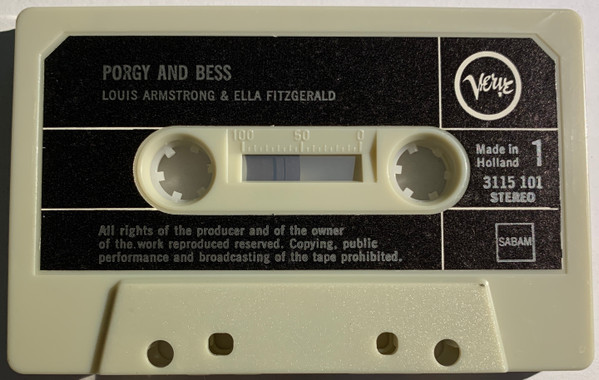 PORGY AND BESS
LOUIS ARMSTRONG & ELLA FITZGERALD
Verve
100 50 0
Made in
Holland
1
3115 101
STEREO
All rights of the producer and of the owner
of the work reproduced reserved. Copying, public
performance and broadcasting of the tape prohibited.
SABAM